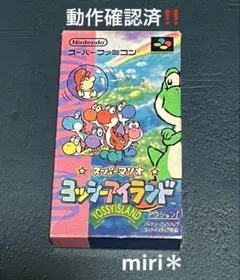 動作確認済‼
Nintendo
スーパーファミコン
スーパーマリオ
ヨッシーアイランド
YOSSY ISLAND
アクション!
miri*